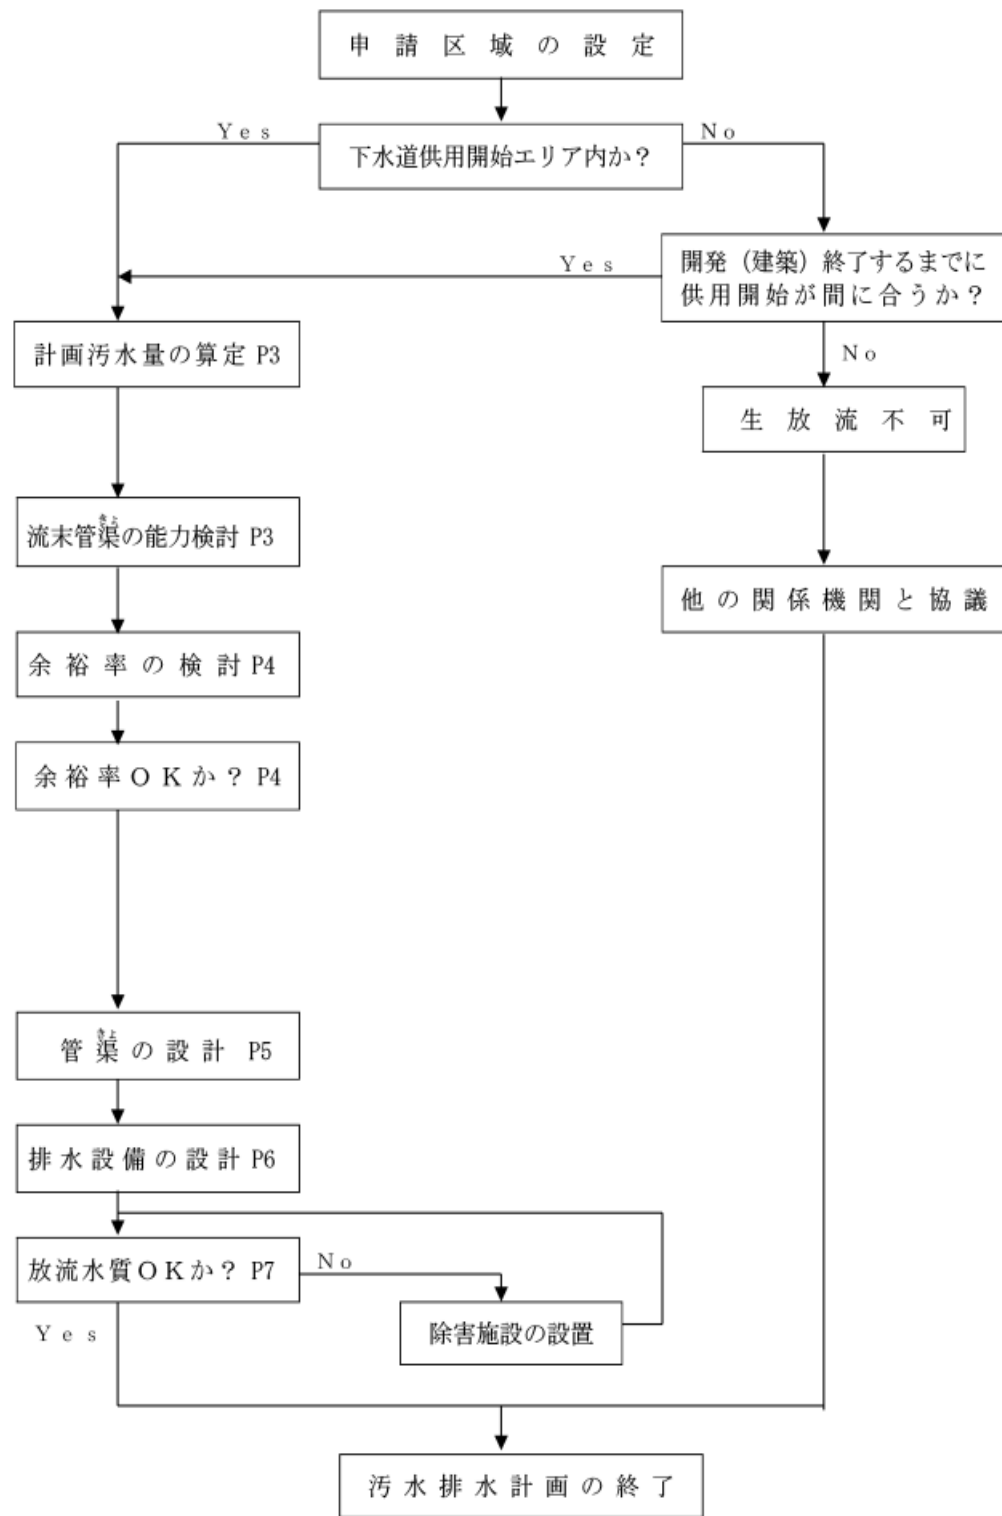 申請区域の設定
Yes
No
下水道供用開始エリア内か？
Yes
開発（建築）終了するまでに
供用開始が間に合うか？
計画汚水量の算定 P3
No
生放流不可
きょ
流末管渠の能力検討 P3
他の関係機関と協議
余裕率の検討 P4
余裕率ＯＫか？ P4
きょ
管渠の設計 P5
排水設備の設計 P6
放流水質ＯＫか？ P7
No
Yes
除害施設の設置
汚水排水計画の終了